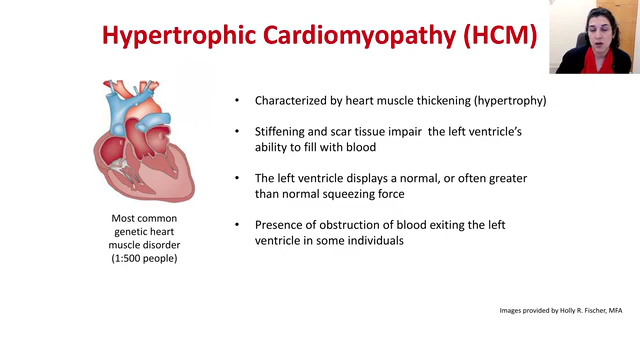 Hypertrophic Cardiomyopathy (HCM)
• Characterized by heart muscle thickening (hypertrophy)
• Stiffening and scar tissue impair the left ventricle's
ability to fill with blood
• The left ventricle displays a normal, or often greater
than normal squeezing force
• Presence of obstruction of blood exiting the left
ventricle in some individuals
Most common
genetic heart
muscle disorder
(1:500 people)
Images provided by Holly R. Fischer, MFA